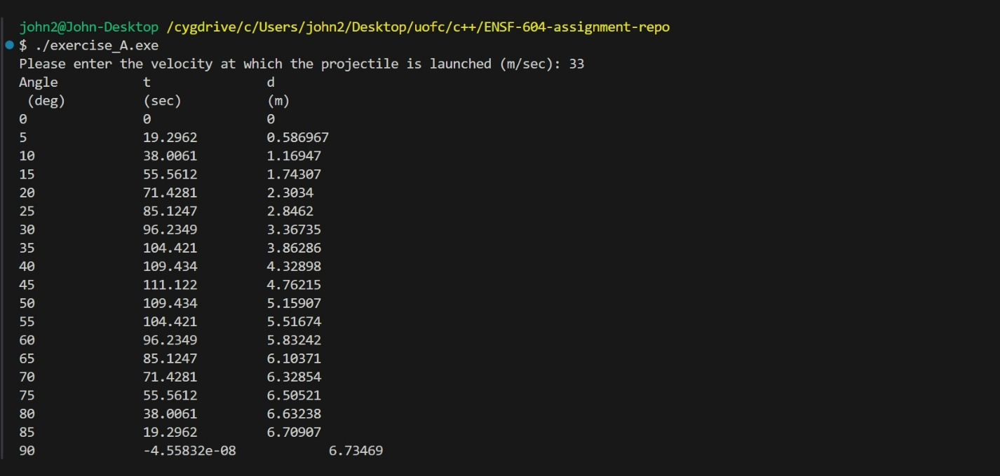 john2@John-Desktop /cygdrive/c/Users/john2/Desktop/uofc/c++/ENSF-604-assignment-repo
$ ./exercise_A.exe
Please enter the velocity at which the projectile is launched (m/sec): 33
Angle t d
(deg) (sec) (m)
0 0 0
5 19.2962 0.586967
10 38.0061 1.16947
15 55.5612 1.74307
20 71.4281 2.3034
25 85.1247 2.8462
30 96.2349 3.36735
35 104.421 3.86286
40 109.434 4.32898
45 111.122 4.76215
50 109.434 5.15907
55 104.421 5.51674
60 96.2349 5.83242
65 85.1247 6.10371
70 71.4281 6.32854
75 55.5612 6.50521
80 38.0061 6.63238
85 19.2962 6.70907
90 -4.55832e-08 6.73469